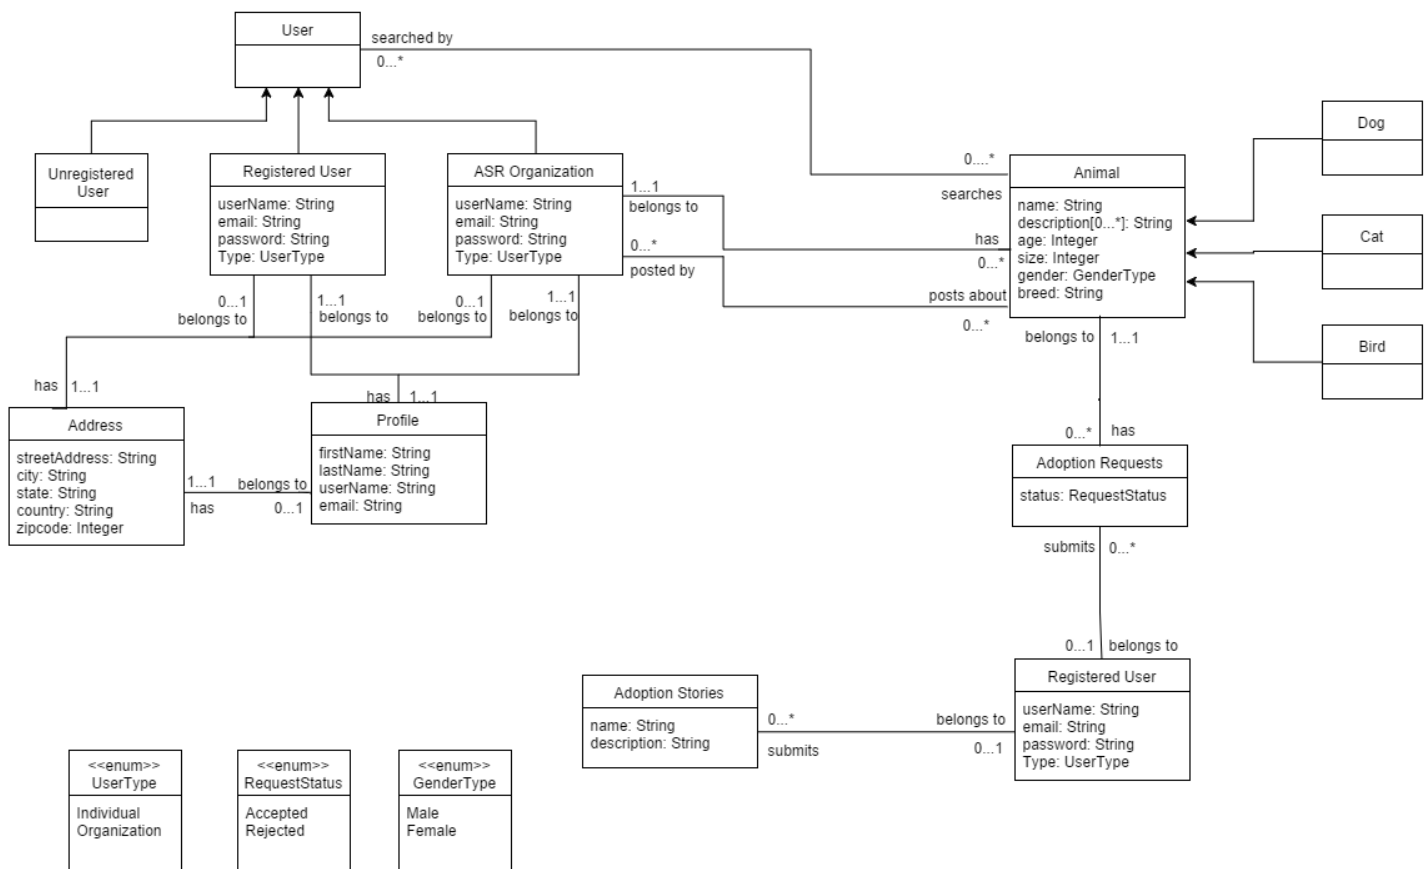 User
searched by
0...*
Unregistered
User
Registered User
userName: String
email: String
password: String
Type: UserType
ASR Organization
userName: String
email: String
password: String
Type: UserType
1...1
belongs to
0...*
posted by
0....*
searches
has
0...*
posts about
0...*
Animal
name: String
description[0...*]: String
age: Integer
size: Integer
gender: GenderType
breed: String
Dog
Cat
Bird
0...1
belongs to
1...1
belongs to
0...1
belongs to
1...1
belongs to
belongs to
1...1
has
1...1
has
1...1
Address
streetAddress: String
city: String
state: String
country: String
zipcode: Integer
1...1
has
belongs to
0...1
Profile
firstName: String
lastName: String
userName: String
email: String
0...*
has
Adoption Requests
status: RequestStatus
submits
0...*
0...1
belongs to
Registered User
userName: String
email: String
password: String
Type: UserType
Adoption Stories
name: String
description: String
0...*
submits
belongs to
0...1
<<enum>>
UserType
Individual
Organization
<<enum>>
RequestStatus
Accepted
Rejected
<<enum>>
GenderType
Male
Female